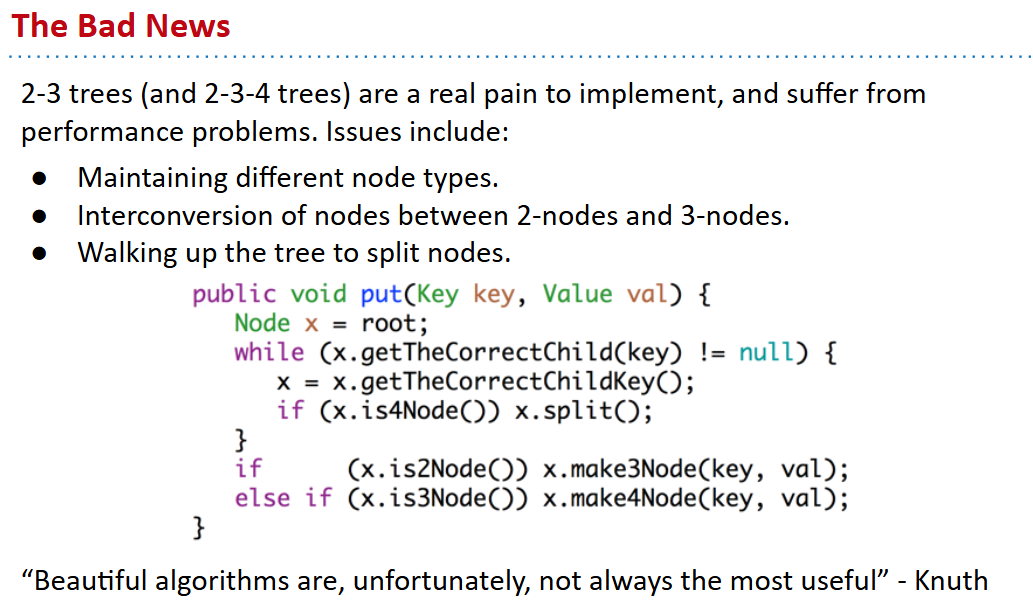 The Bad News
2-3 trees (and 2-3-4 trees) are a real pain to implement, and suffer from
performance problems. Issues include:
● Maintaining different node types.
● Interconversion of nodes between 2-nodes and 3-nodes.
● Walking up the tree to split nodes.
public void put(Key key, Value val) {
   Node x = root;
   while (x.getTheCorrectChild(key) != null) {
      x = x.getTheCorrectChildKey();
      if (x.is4Node()) x.split();
   }
   if      (x.is2Node()) x.make3Node(key, val);
   else if (x.is3Node()) x.make4Node(key, val);
}
“Beautiful algorithms are, unfortunately, not always the most useful” - Knuth